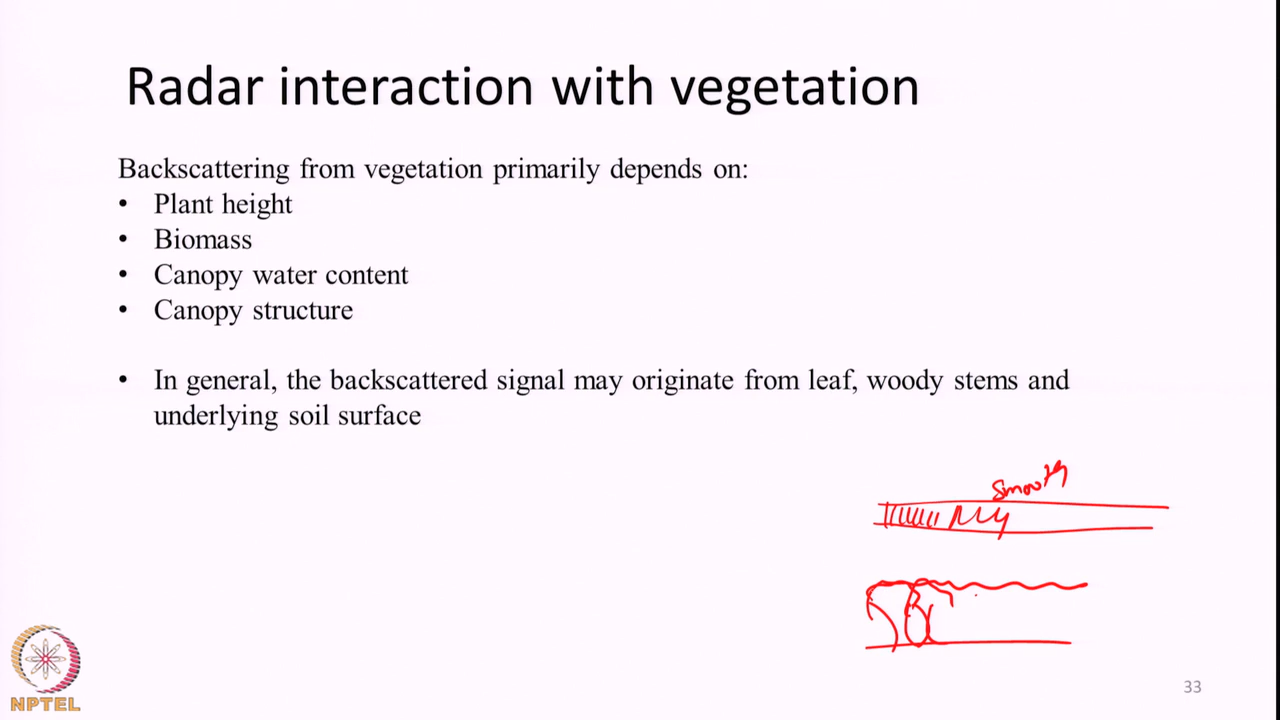 Radar interaction with vegetation
Backscattering from vegetation primarily depends on:
• Plant height
• Biomass
• Canopy water content
• Canopy structure
• In general, the backscattered signal may originate from leaf, woody stems and
underlying soil surface
Smooth
NPTEL
33